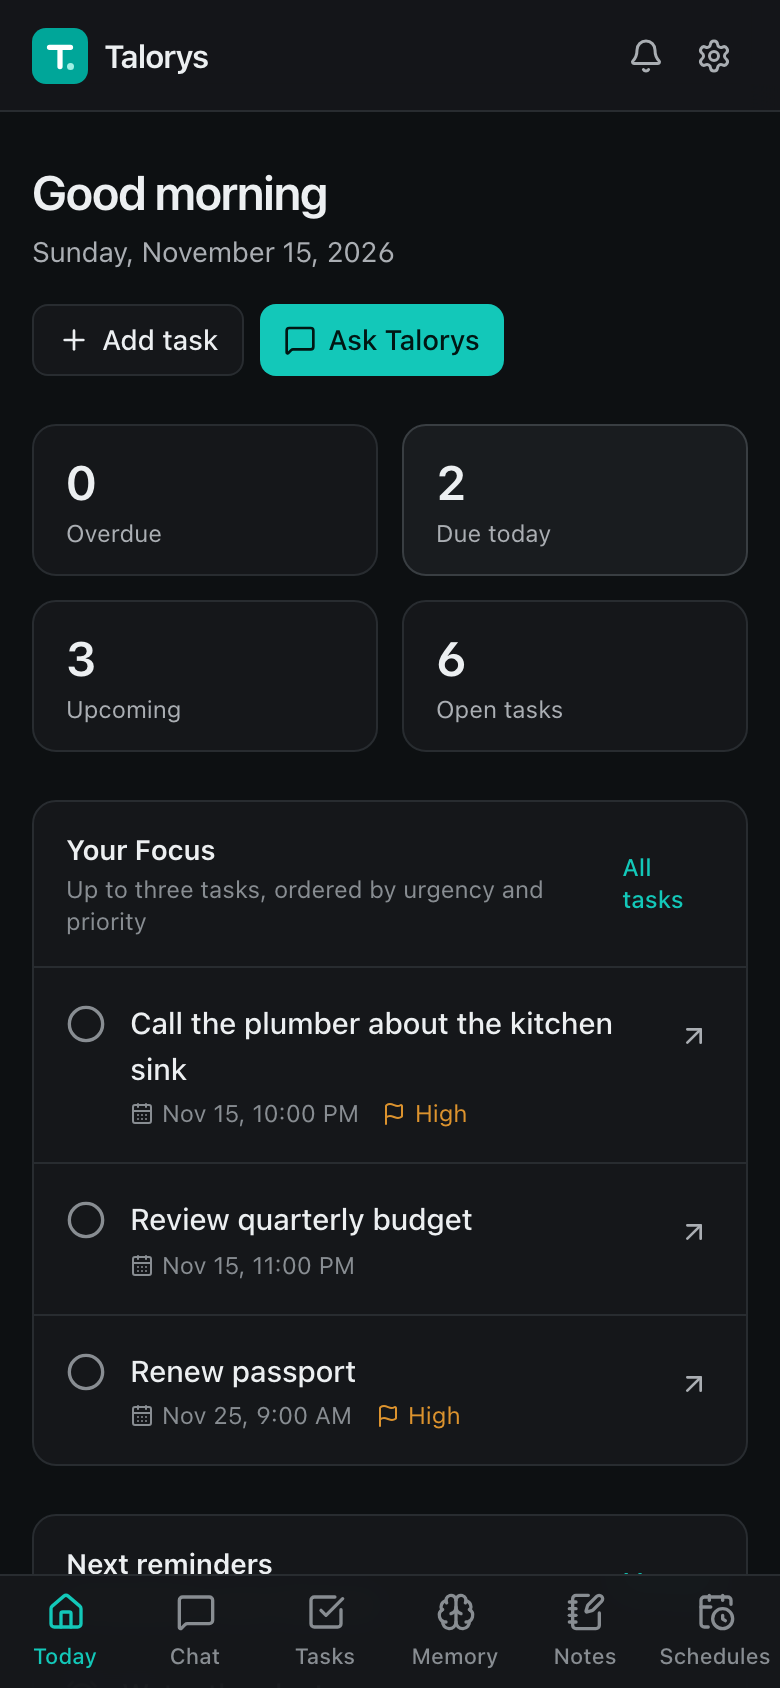 T.
Talorys
Good morning
Sunday, November 15, 2026
Add task
Ask Talorys
0
Overdue
2
Due today
3
Upcoming
6
Open tasks
Your Focus
Up to three tasks, ordered by urgency and
priority
All
tasks
Call the plumber about the kitchen
sink
Nov 15, 10:00 PM
High
Review quarterly budget
Nov 15, 11:00 PM
Renew passport
Nov 25, 9:00 AM
High
Next reminders
Today
Chat
Tasks
Memory
Notes
Schedules